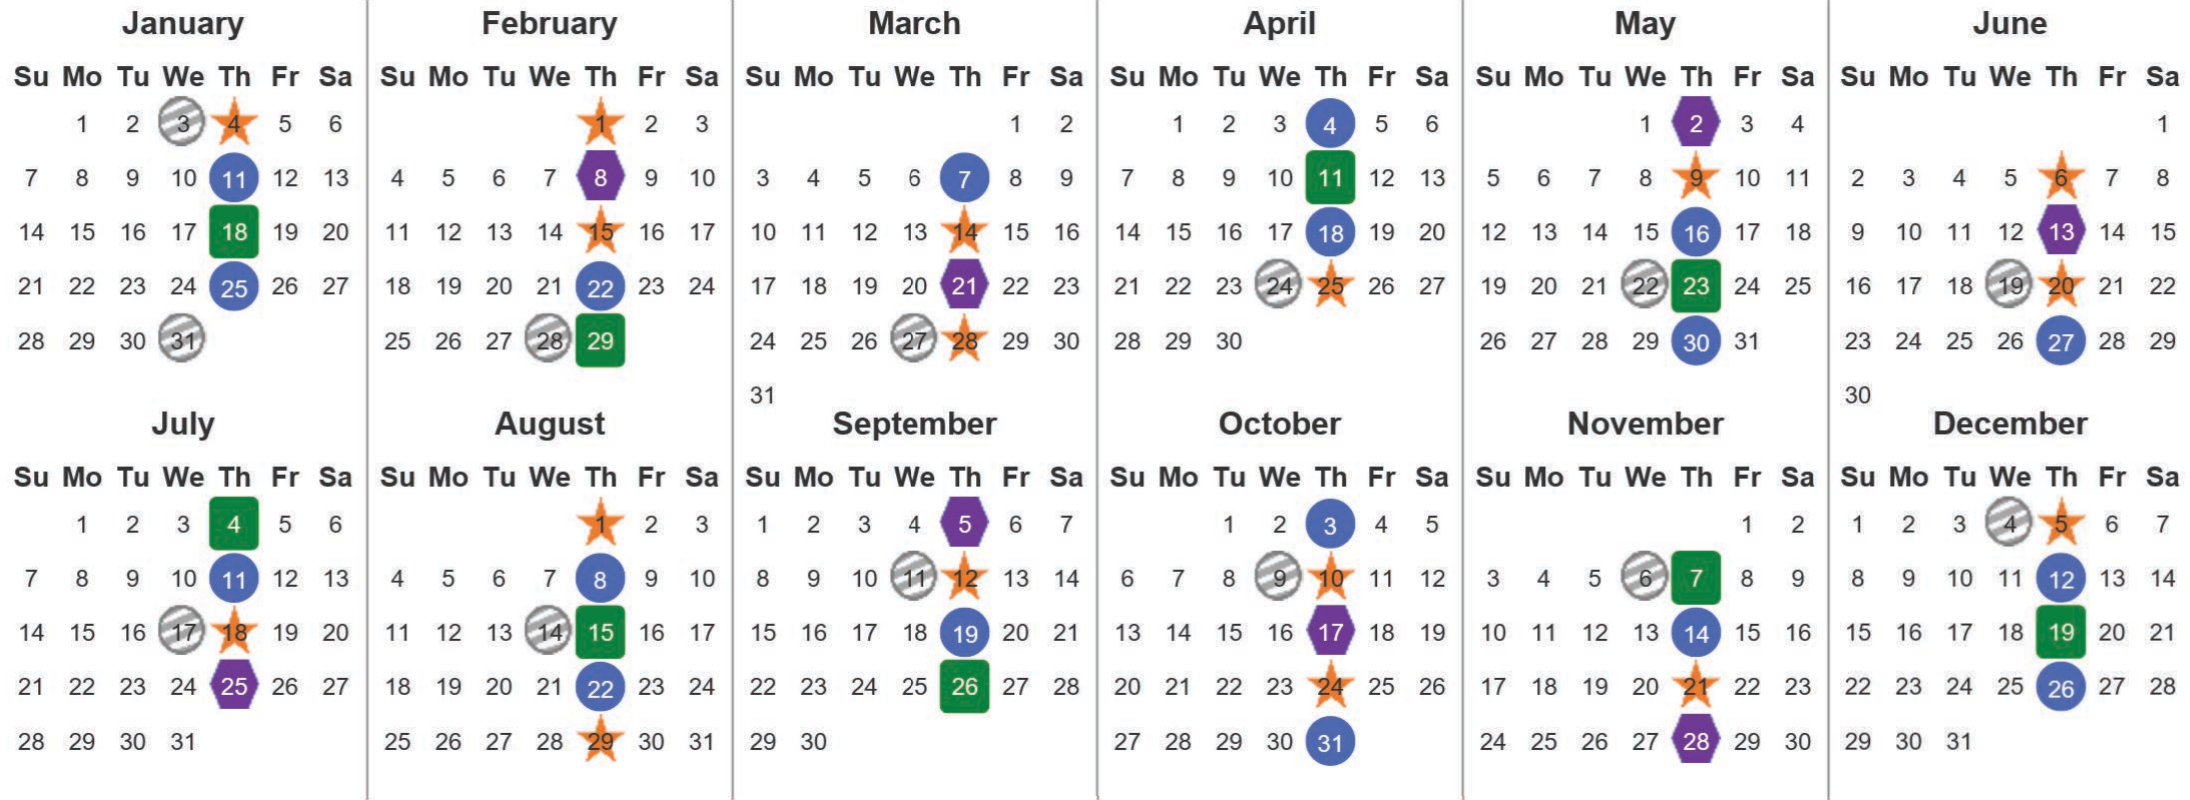 January February March April May June
Su Mo Tu We Th Fr Sa Su Mo Tu We Th Fr Sa Su Mo Tu We Th Fr Sa Su Mo Tu We Th Fr Sa Su Mo Tu We Th Fr Sa Su Mo Tu We Th Fr Sa
1 2 3 4 5 6 1 2 3 1 2 1 2 3 4 5 6 1 2 3 4 1
7 8 9 10 11 12 13 4 5 6 7 8 9 10 3 4 5 6 7 8 9 7 8 9 10 11 12 13 5 6 7 8 9 10 11 2 3 4 5 6 7 8
14 15 16 17 18 19 20 11 12 13 14 15 16 17 10 11 12 13 14 15 16 14 15 16 17 18 19 20 12 13 14 15 16 17 18 9 10 11 12 13 14 15
21 22 23 24 25 26 27 18 19 20 21 22 23 24 17 18 19 20 21 22 23 21 22 23 24 25 26 27 19 20 21 22 23 24 25 16 17 18 19 20 21 22
28 29 30 31 25 26 27 28 29 24 25 26 27 28 29 30 28 29 30 26 27 28 29 30 31 23 24 25 26 27 28 29
31 30
July August September October November December
Su Mo Tu We Th Fr Sa Su Mo Tu We Th Fr Sa Su Mo Tu We Th Fr Sa Su Mo Tu We Th Fr Sa Su Mo Tu We Th Fr Sa Su Mo Tu We Th Fr Sa
1 2 3 4 5 6 1 2 3 1 2 3 4 5 6 7 1 2 3 4 5 1 2 1 2 3 4 5 6 7
7 8 9 10 11 12 13 4 5 6 7 8 9 10 8 9 10 11 12 13 14 6 7 8 9 10 11 12 3 4 5 6 7 8 9 8 9 10 11 12 13 14
14 15 16 17 18 19 20 11 12 13 14 15 16 17 15 16 17 18 19 20 21 13 14 15 16 17 18 19 10 11 12 13 14 15 16 15 16 17 18 19 20 21
21 22 23 24 25 26 27 18 19 20 21 22 23 24 22 23 24 25 26 27 28 20 21 22 23 24 25 26 17 18 19 20 21 22 23 22 23 24 25 26 27 28
28 29 30 31 25 26 27 28 29 30 31 29 30 27 28 29 30 31 24 25 26 27 28 29 30 29 30 31